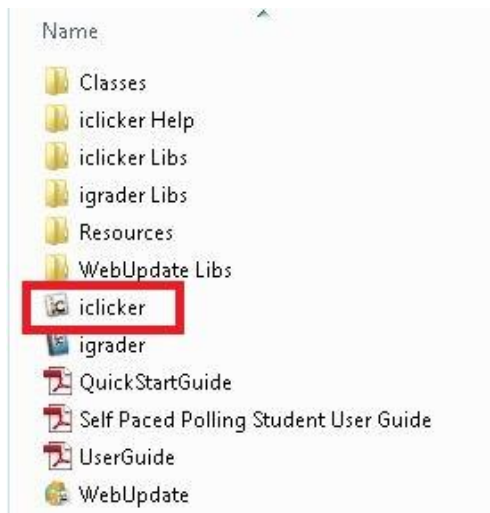 Name
Classes
iclicker Help
iclicker Libs
igrader Libs
Resources
WebUpdate Libs
iclicker
igrader
QuickStartGuide
Self Paced Polling Student User Guide
UserGuide
WebUpdate